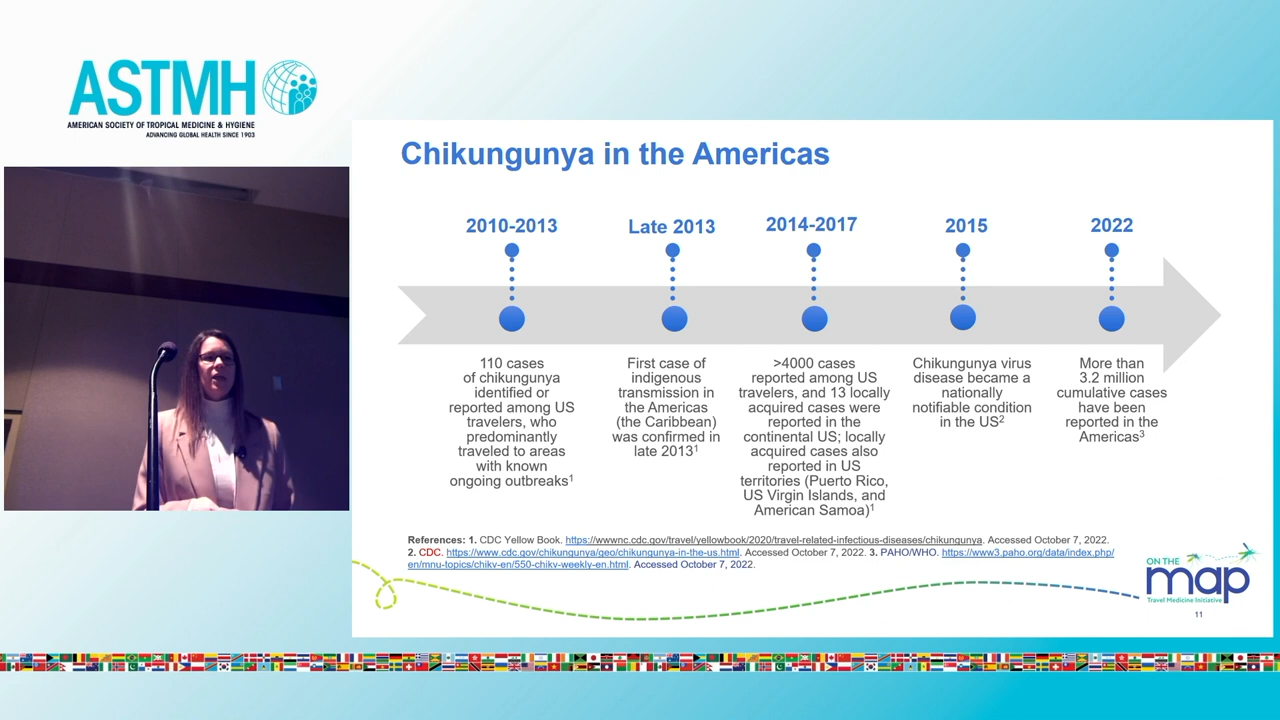 ASTMH
AMERICAN SOCIETY OF TROPICAL MEDICINE & HYGIENE
ADVANCING GLOBAL HEALTH SINCE 1903
Chikungunya in the Americas
2010-2013
110 cases
of chikungunya
identified or
reported among US
travelers, who
predominantly
traveled to areas
with known
ongoing outbreaks1
Late 2013
First case of
indigenous
transmission in
the Americas
(the Caribbean)
was confirmed in
late 20131
2014-2017
>4000 cases
reported among US
travelers, and 13 locally
acquired cases were
reported in the
continental US; locally
acquired cases also
reported in US
territories (Puerto Rico,
US Virgin Islands, and
American Samoa)1
2015
Chikungunya virus
disease became a
nationally
notifiable condition
in the US2
2022
More than
3.2 million
cumulative cases
have been
reported in the
Americas3
References: 1. CDC Yellow Book. https://wwwnc.cdc.gov/travel/yellowbook/2020/travel-related-infectious-diseases/chikungunya. Accessed October 7, 2022.
2. CDC. https://www.cdc.gov/chikungunya/geo/chikungunya-in-the-us.html. Accessed October 7, 2022. 3. PAHO/WHO. https://www3.paho.org/data/index.php/
en/mnu-topics/chikv-en/550-chikv-weekly-en.html. Accessed October 7, 2022.
ON THE
map
Travel Medicine Initiative
11